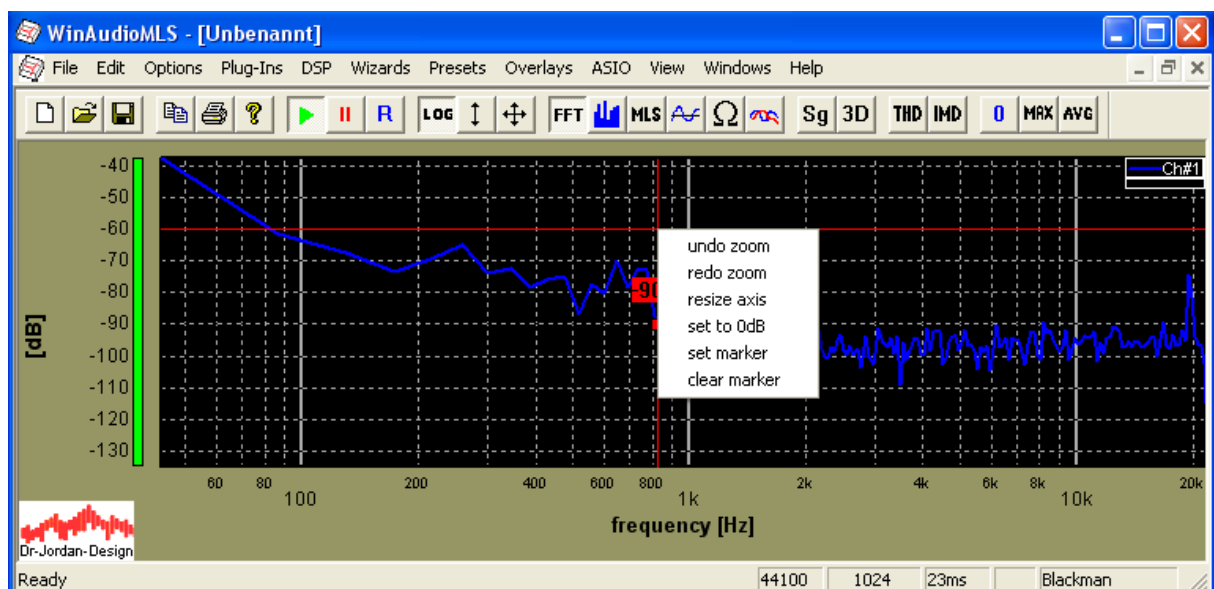 WinAudioMLS - [Unbenannt]
File Edit Options Plug-Ins DSP Wizards Presets Overlays ASIO View Windows Help
R LOG FFT MLS Ω Sg 3D THD IMD 0 MAX AVG
Ch#1
-40
-50
-60
-70
-80
-90
-100
-110
-120
-130
[dB]
-90
undo zoom
redo zoom
resize axis
set to 0dB
set marker
clear marker
60 80 200 400 600 800 2k 4k 6k 8k 20k
100 1k 10k
frequency [Hz]
Dr-Jordan-Design
Ready 44100 1024 23ms Blackman